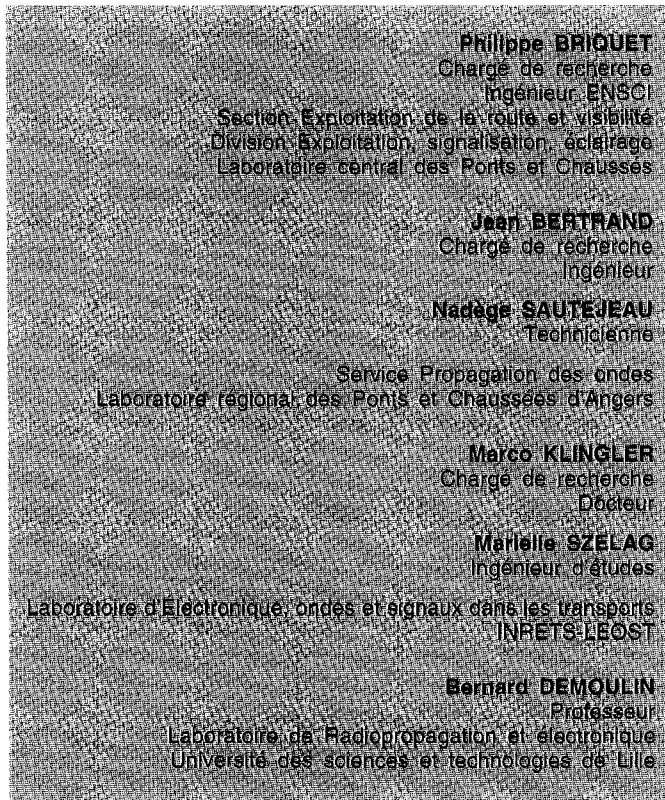 Philippe BRIQUET
Chargé de recherche
Ingénieur ENSCI
Section Exploitation de la route et visibilité
Division Exploitation, signalisation, éclairage
Laboratoire central des Ponts et Chaussés
Jean BERTRAND
Chargé de recherche
Ingénieur
Nadège SAUTEJEAU
Technicienne
Service Propagation des ondes
Laboratoire régional des Ponts et Chaussées d'Angers
Marco KLINGLER
Chargé de recherche
Docteur
Marielle SZELAG
Ingénieur d'études
Laboratoire d'Électronique, ondes et signaux dans les transports
INRETS-LEOST
Bernard DEMOULIN
Professeur
Laboratoire de Radiopropagation et électronique
Université des sciences et technologies de Lille